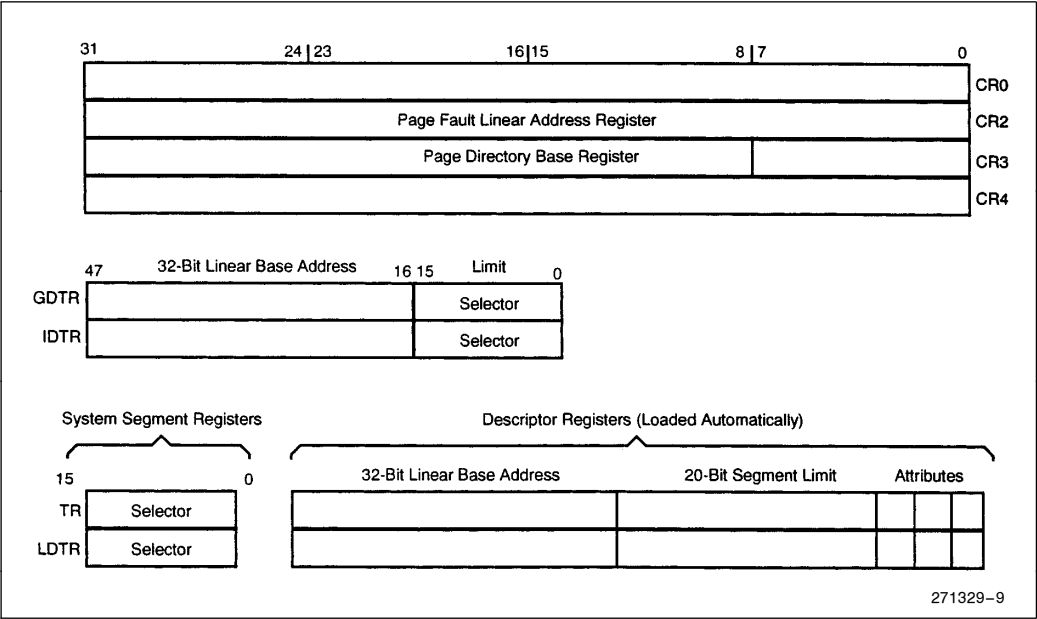 31 24 23 16 15 8 7 0
CR0
Page Fault Linear Address Register CR2
Page Directory Base Register CR3
CR4
47 32-Bit Linear Base Address 16 15 Limit 0
GDTR Selector
IDTR Selector
System Segment Registers Descriptor Registers (Loaded Automatically)
15 0 32-Bit Linear Base Address 20-Bit Segment Limit Attributes
TR Selector
LDTR Selector
271329–9